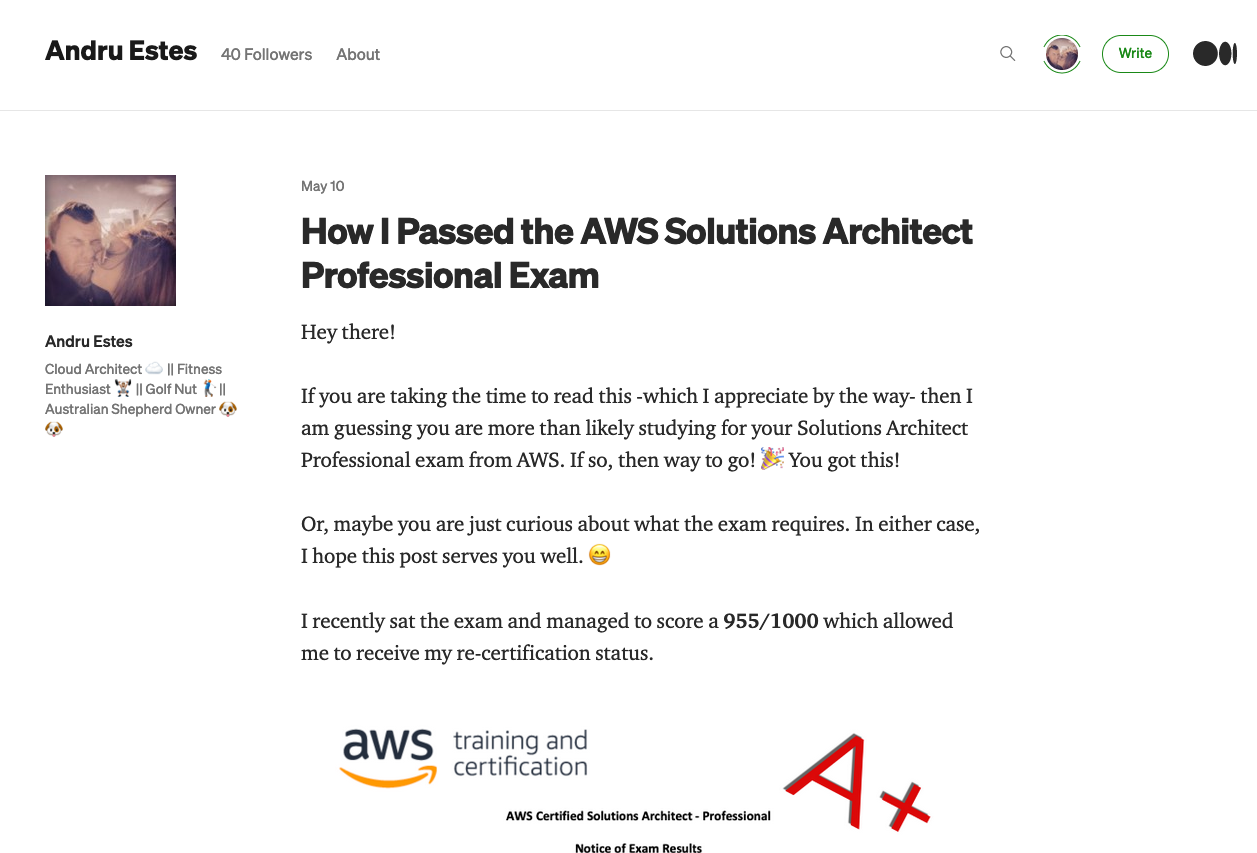 Andru Estes 40 Followers About Write
May 10
How I Passed the AWS Solutions Architect
Professional Exam
Andru Estes
Cloud Architect ☁️ || Fitness
Enthusiast 🏋️ || Golf Nut 🏌️ ||
Australian Shepherd Owner 🐶
🐶
Hey there!
If you are taking the time to read this -which I appreciate by the way- then I
am guessing you are more than likely studying for your Solutions Architect
Professional exam from AWS. If so, then way to go! 🎉 You got this!
Or, maybe you are just curious about what the exam requires. In either case,
I hope this post serves you well. 😁
I recently sat the exam and managed to score a 955/1000 which allowed
me to receive my re-certification status.
aws training and
certification
A+
AWS Certified Solutions Architect - Professional
Notice of Exam Results